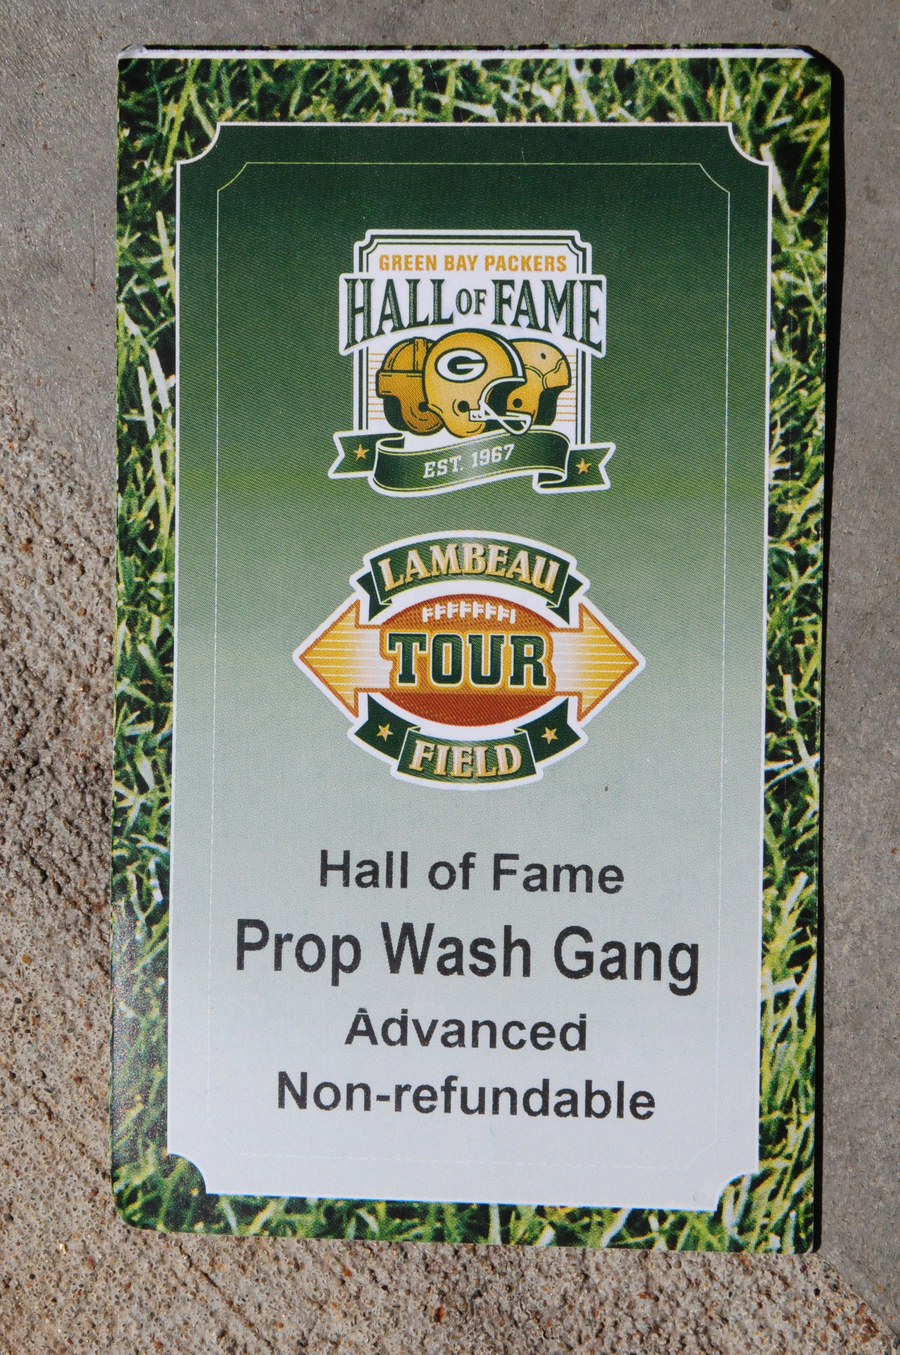 GREEN BAY PACKERS
HALL OF FAME
G
EST. 1967
LAMBEAU
TOUR
FIELD
Hall of Fame
Prop Wash Gang
Advanced
Non-refundable